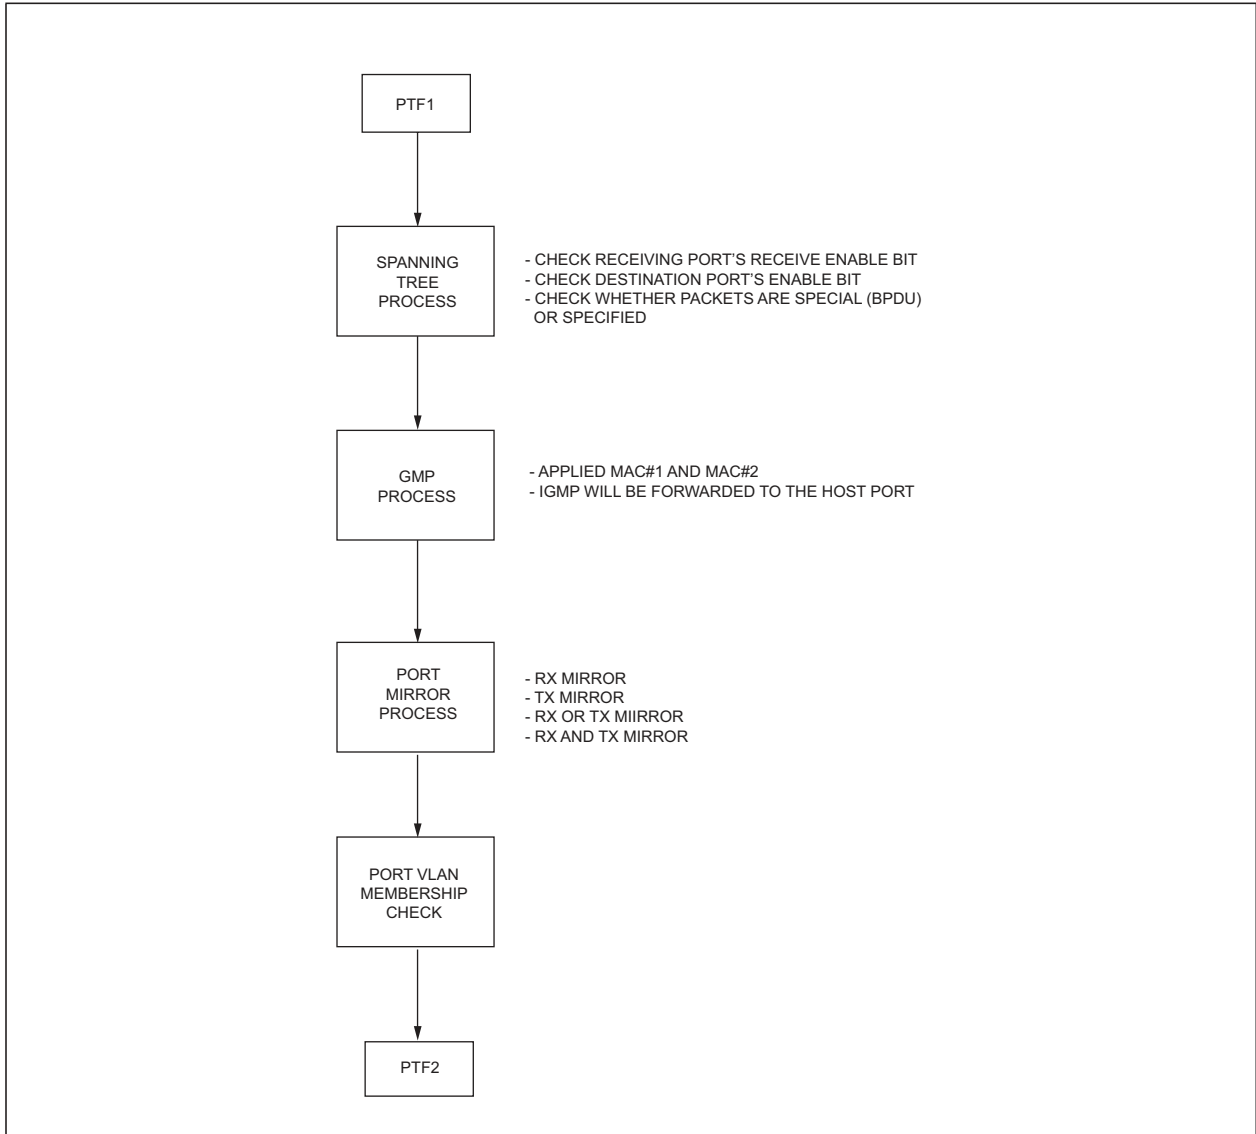 PTF1
SPANNING
TREE
PROCESS
- CHECK RECEIVING PORT'S RECEIVE ENABLE BIT
- CHECK DESTINATION PORT'S ENABLE BIT
- CHECK WHETHER PACKETS ARE SPECIAL (BPDU)
OR SPECIFIED
GMP
PROCESS
- APPLIED MAC#1 AND MAC#2
- IGMP WILL BE FORWARDED TO THE HOST PORT
PORT
MIRROR
PROCESS
- RX MIRROR
- TX MIRROR
- RX OR TX MIIRROR
- RX AND TX MIRROR
PORT VLAN
MEMBERSHIP
CHECK
PTF2